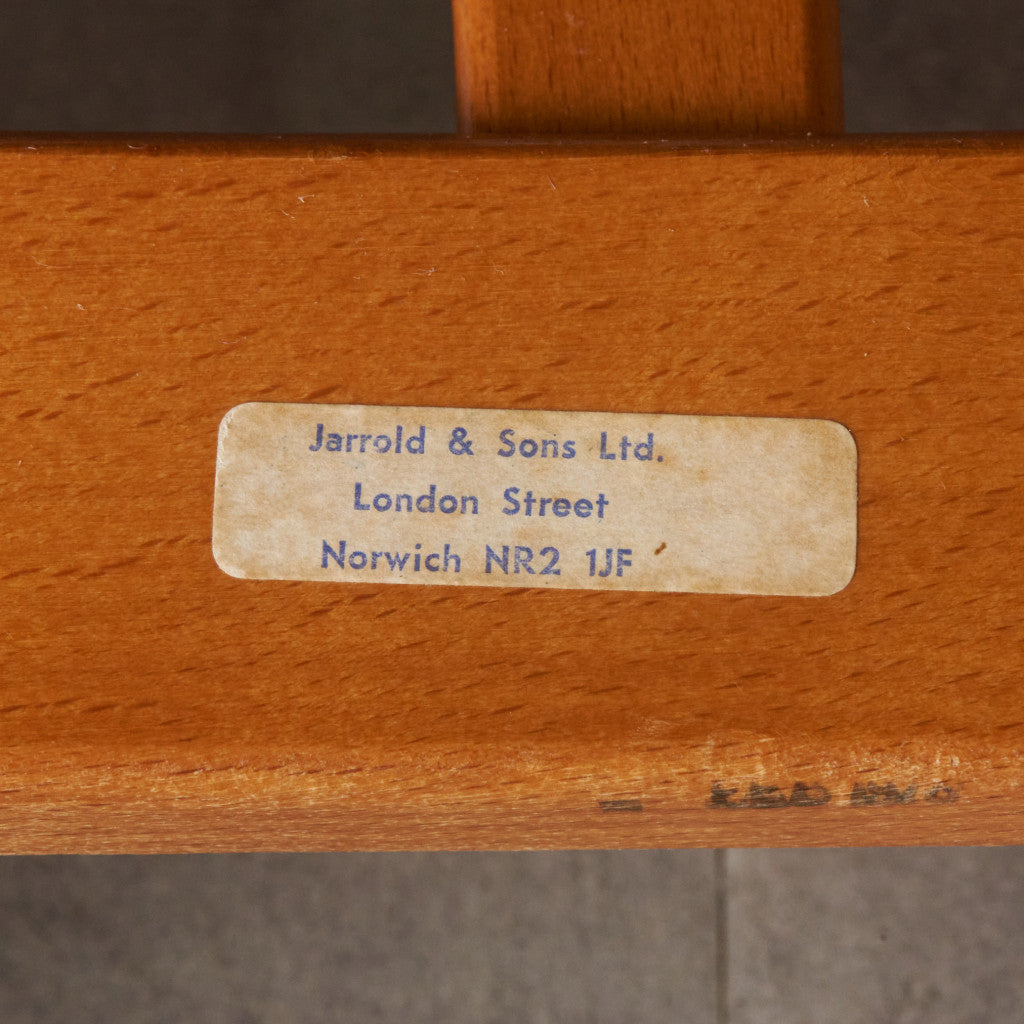 Jarrold & Sons Ltd.
London Street
Norwich NR2 1JF